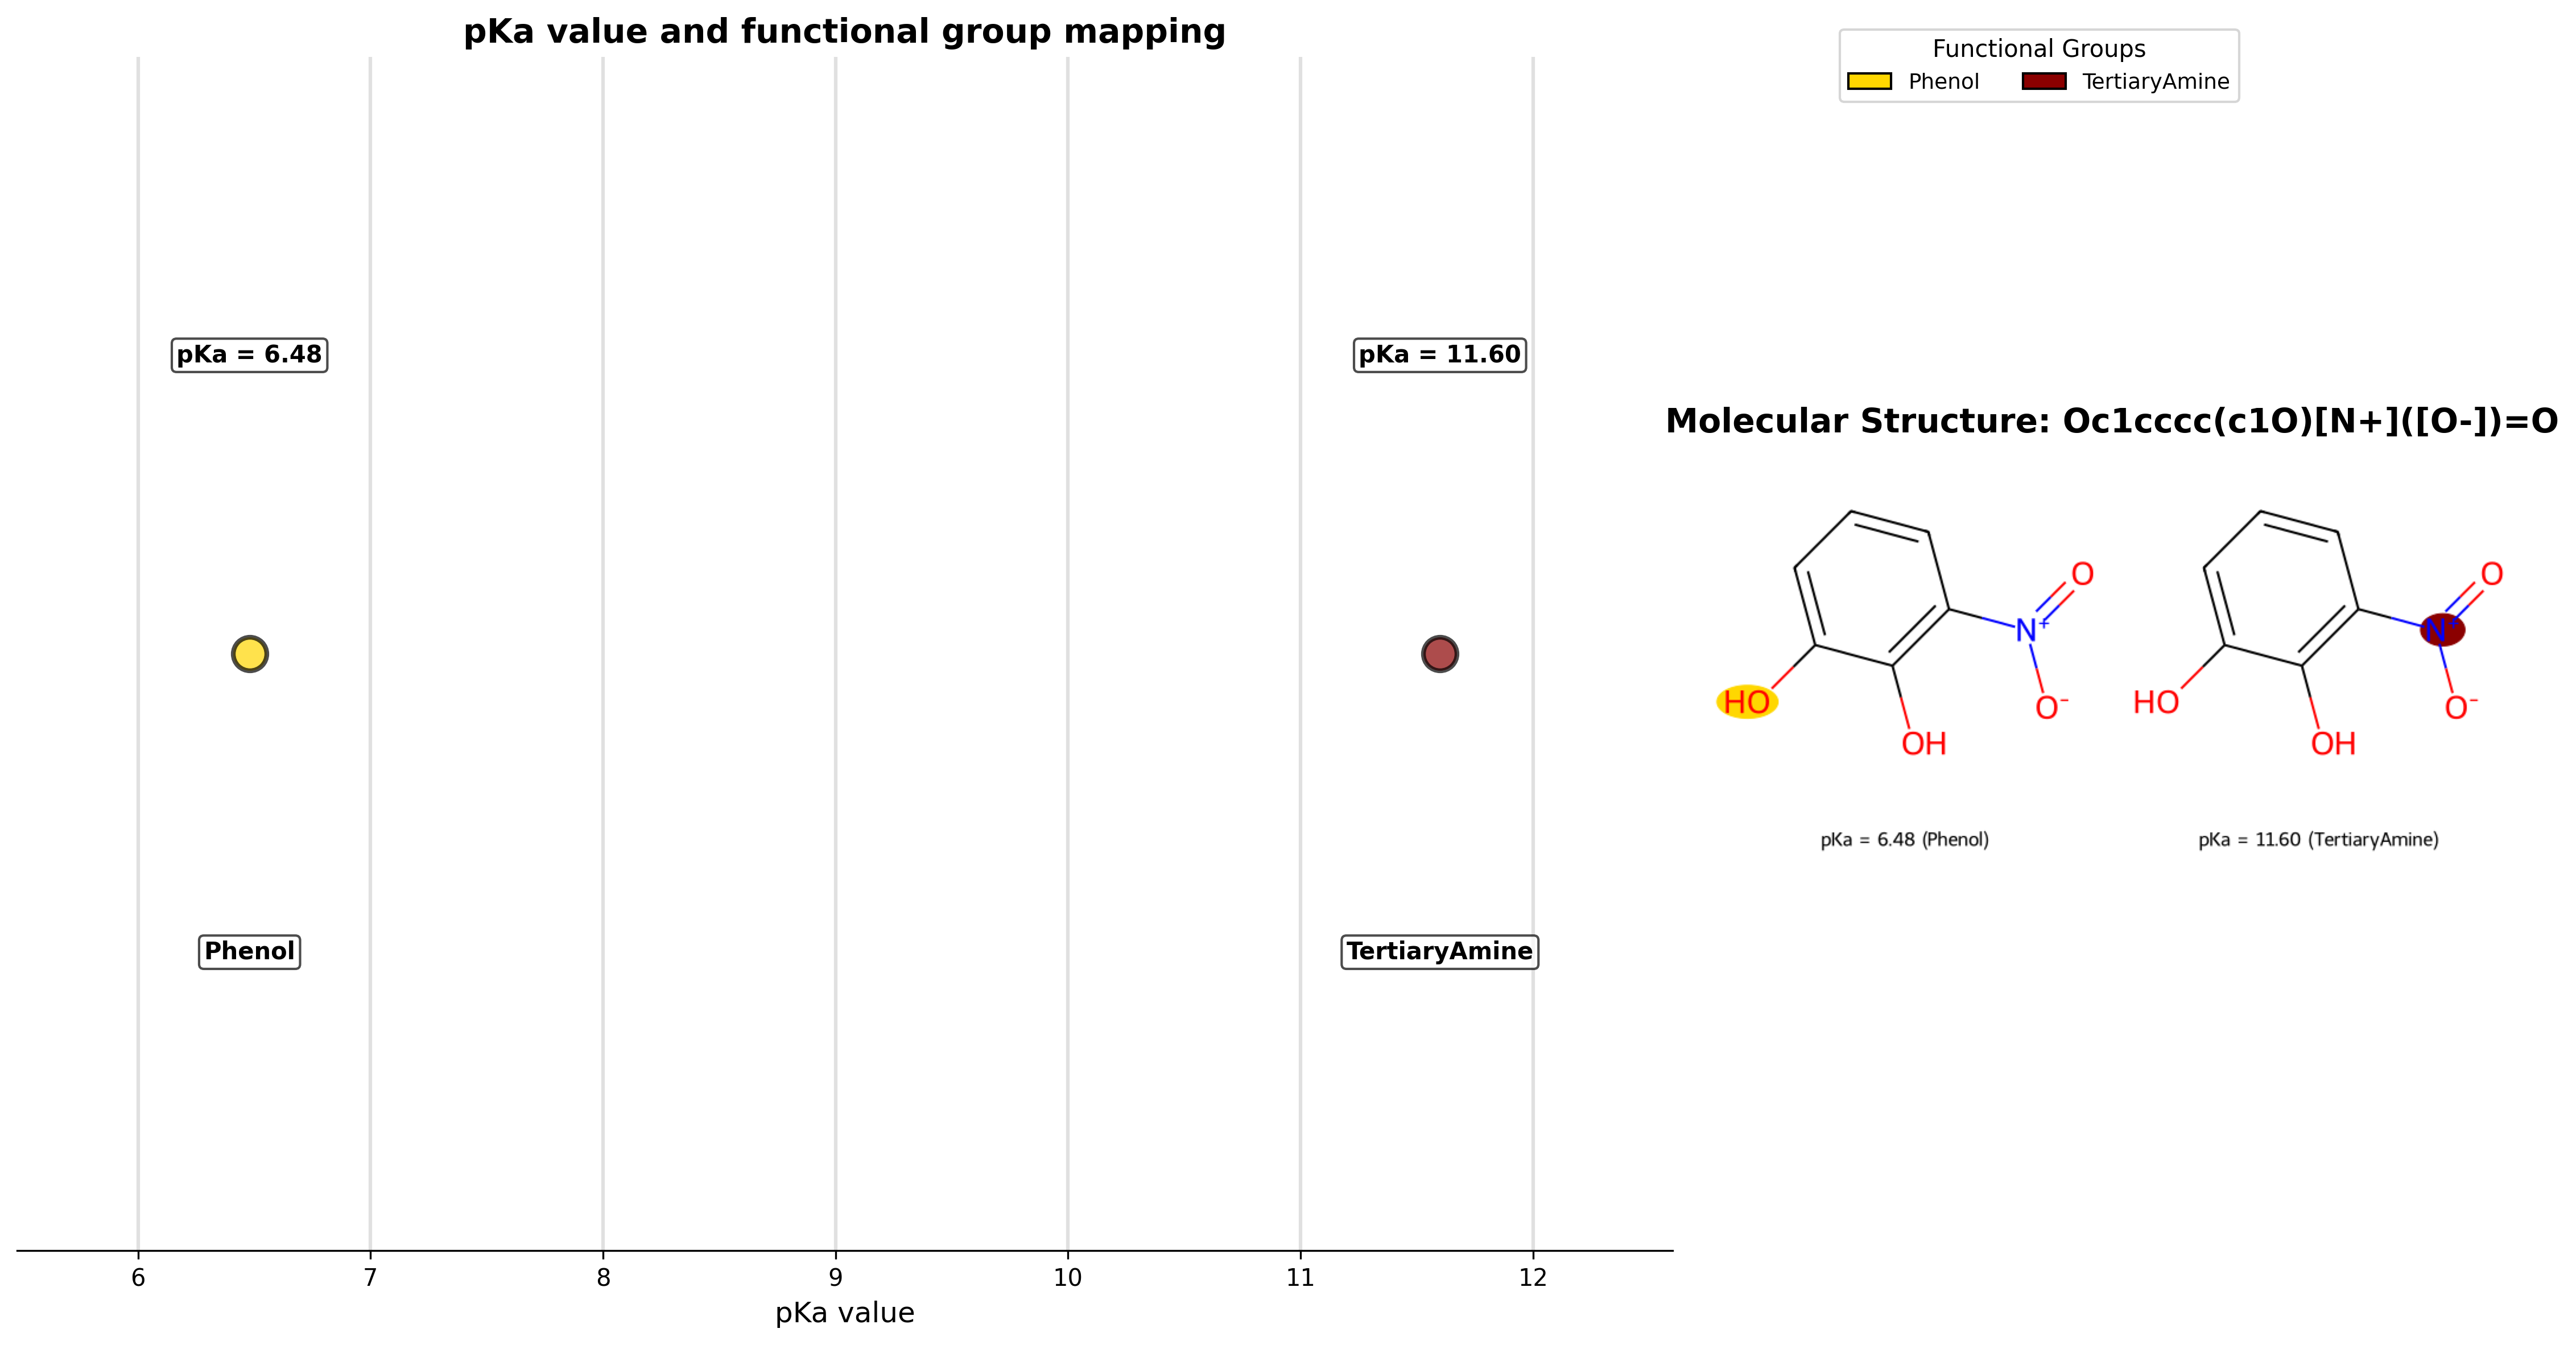 pKa value and functional group mapping
pKa = 6.48
pKa = 11.60
Phenol
TertiaryAmine
6 7 8 9 10 11 12
pKa value
Functional Groups
Phenol TertiaryAmine
Molecular Structure: Oc1cccc(c1O)[N+]([O-])=O
O
N⁺
HO
O⁻
OH
O
N⁺
HO
O⁻
OH
pKa = 6.48 (Phenol)
pKa = 11.60 (TertiaryAmine)